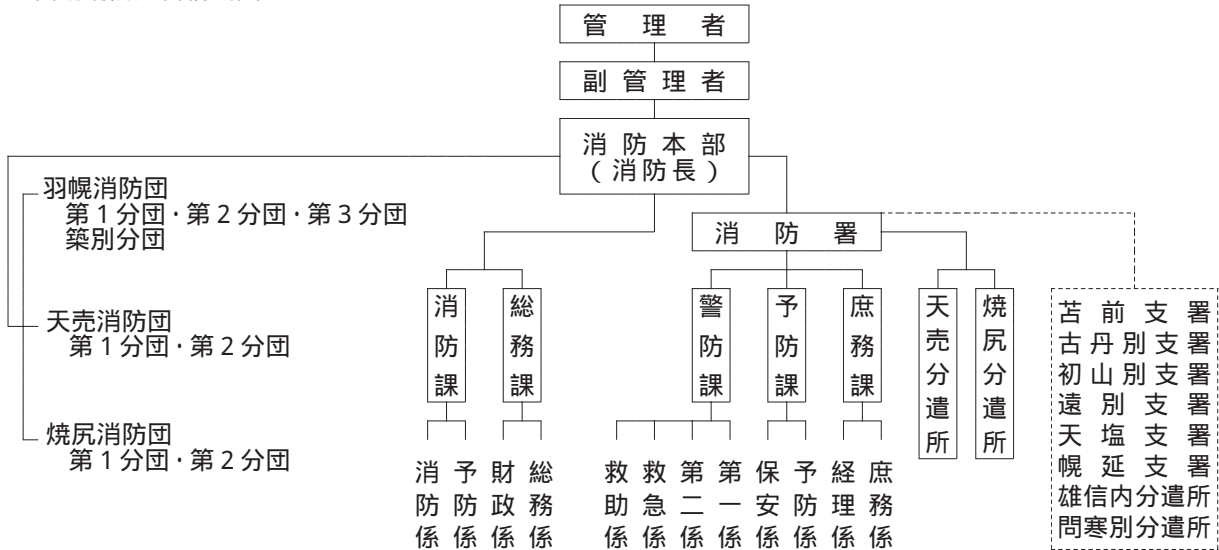 管理者
副管理者
消防本部
（消防長）
羽幌消防団
第1分団・第2分団・第3分団
築別分団
天売消防団
第1分団・第2分団
焼尻消防団
第1分団・第2分団
消防署
消防課
総務課
警防課
予防課
庶務課
天売分遣所
焼尻分遣所
消防係
予防係
財政係
総務係
救助係
救急係
第二係
第一係
保安係
予防係
経理係
庶務係
苫前支署
古丹別支署
初山別支署
遠別支署
天塩支署
幌延支署
雄信内分遣所
問寒別分遣所